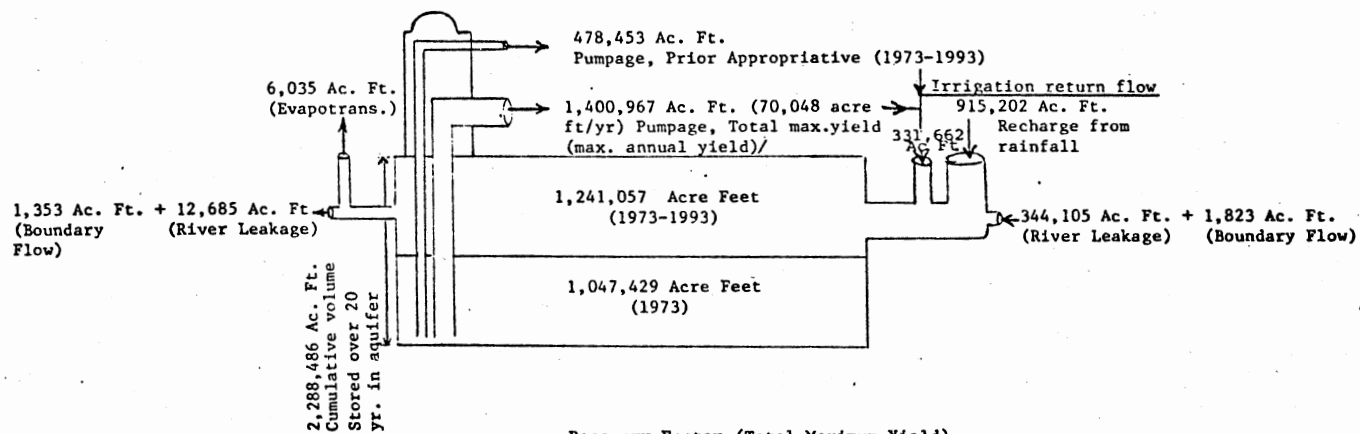 478,453 Ac. Ft.
Pumpage, Prior Appropriative (1973-1993)
6,035 Ac. Ft.
(Evapotrans.)
Irrigation return flow
1,400,967 Ac. Ft. (70,048 acre
ft/yr) Pumpage, Total max.yield
(max. annual yield)/
915,202 Ac. Ft.
Recharge from
rainfall
331,662
Ac Ft
1,241,057 Acre Feet
(1973-1993)
1,353 Ac. Ft. + 12,685 Ac. Ft
(Boundary (River Leakage)
Flow)
344,105 Ac. Ft. + 1,823 Ac. Ft.
(River Leakage) (Boundary Flow)
1,047,429 Acre Feet
(1973)
2,288,486 Ac. Ft.
Cumulative volume
Stored over 20
yr. in aquifer
(Total Maximum Yield)